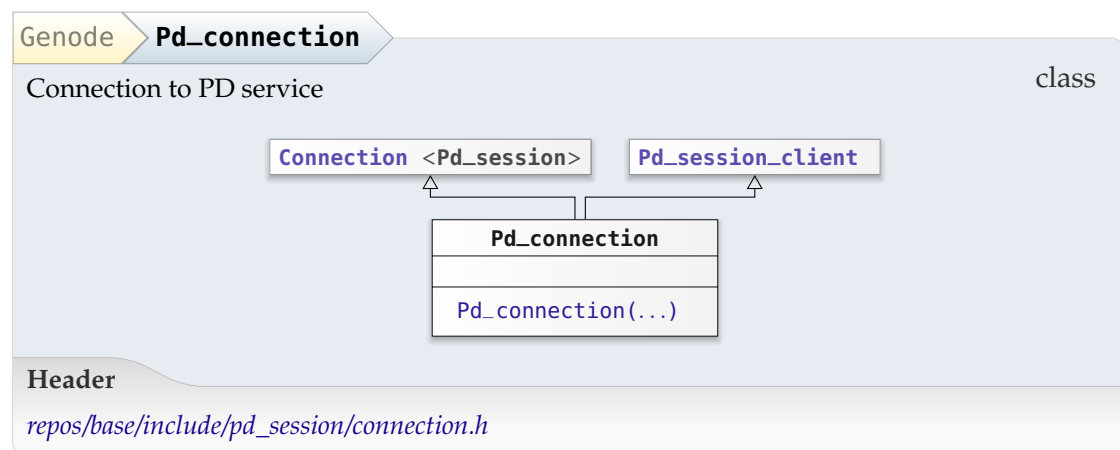 Genode Pd_connection
Connection to PD service
class
Connection <Pd_session>
Pd_session_client
Pd_connection
Pd_connection(...)
Header
repos/base/include/pd_session/connection.h